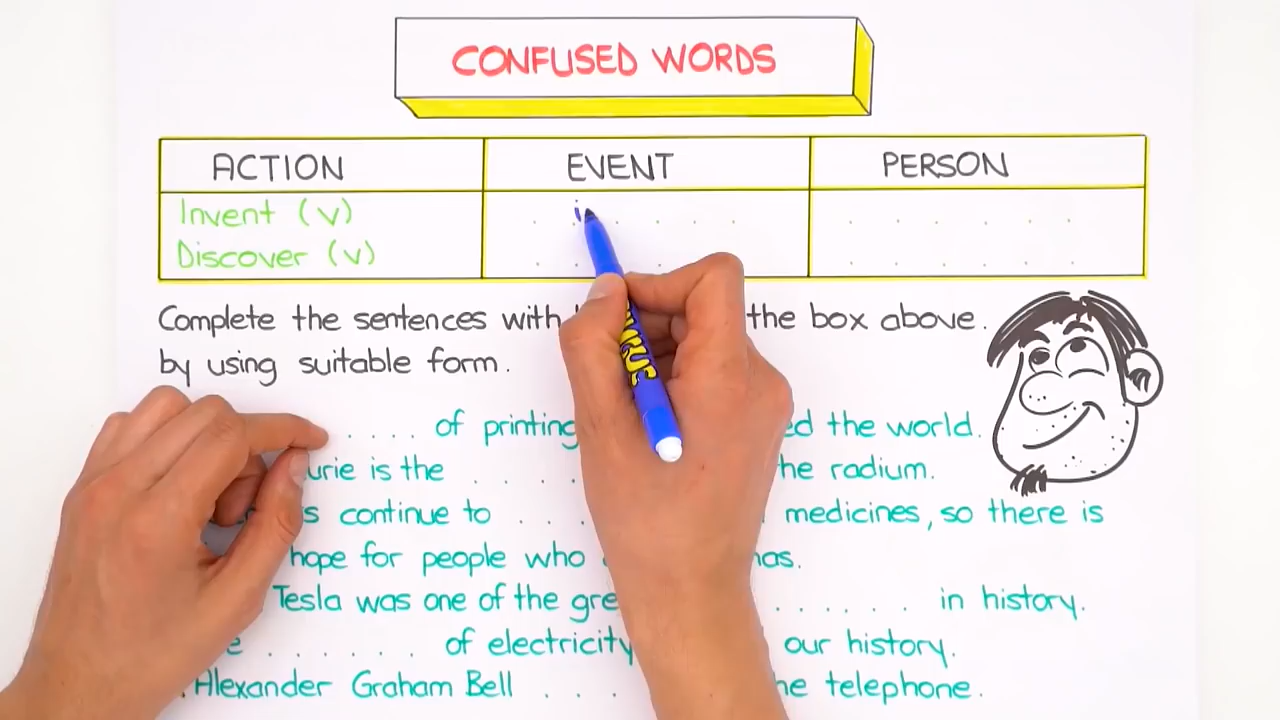 CONFUSED WORDS
ACTION EVENT PERSON
Invent (v) . i . . . . . . . . . .
Discover (v) . . . . . . . . .
Complete the sentences with the box above.
by using suitable form.
. . . . of printing ed the world.
urie is the . . . . he radium.
s continue to . . . . medicines, so there is
hope for people who has.
Tesla was one of the gre . . . . . . in history.
e . . . . . . of electricity our history.
. Alexander Graham Bell . . . he telephone.